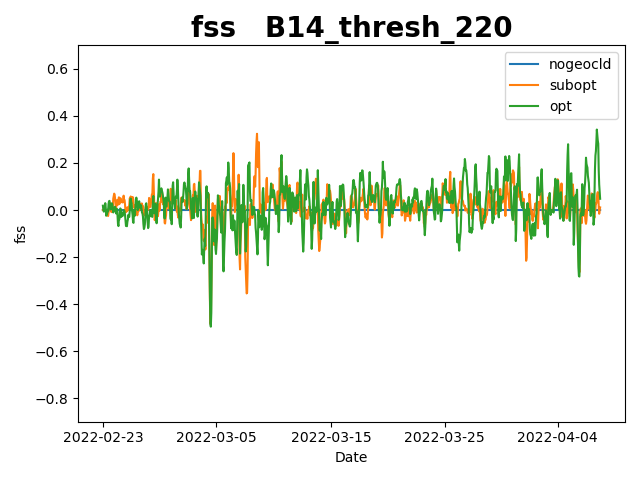 fss   B14_thresh_220
nogeocld
subopt
opt
0.6
0.4
0.2
0.0
−0.2
−0.4
−0.6
−0.8
fss
2022-02-23 2022-03-05 2022-03-15 2022-03-25 2022-04-04
Date